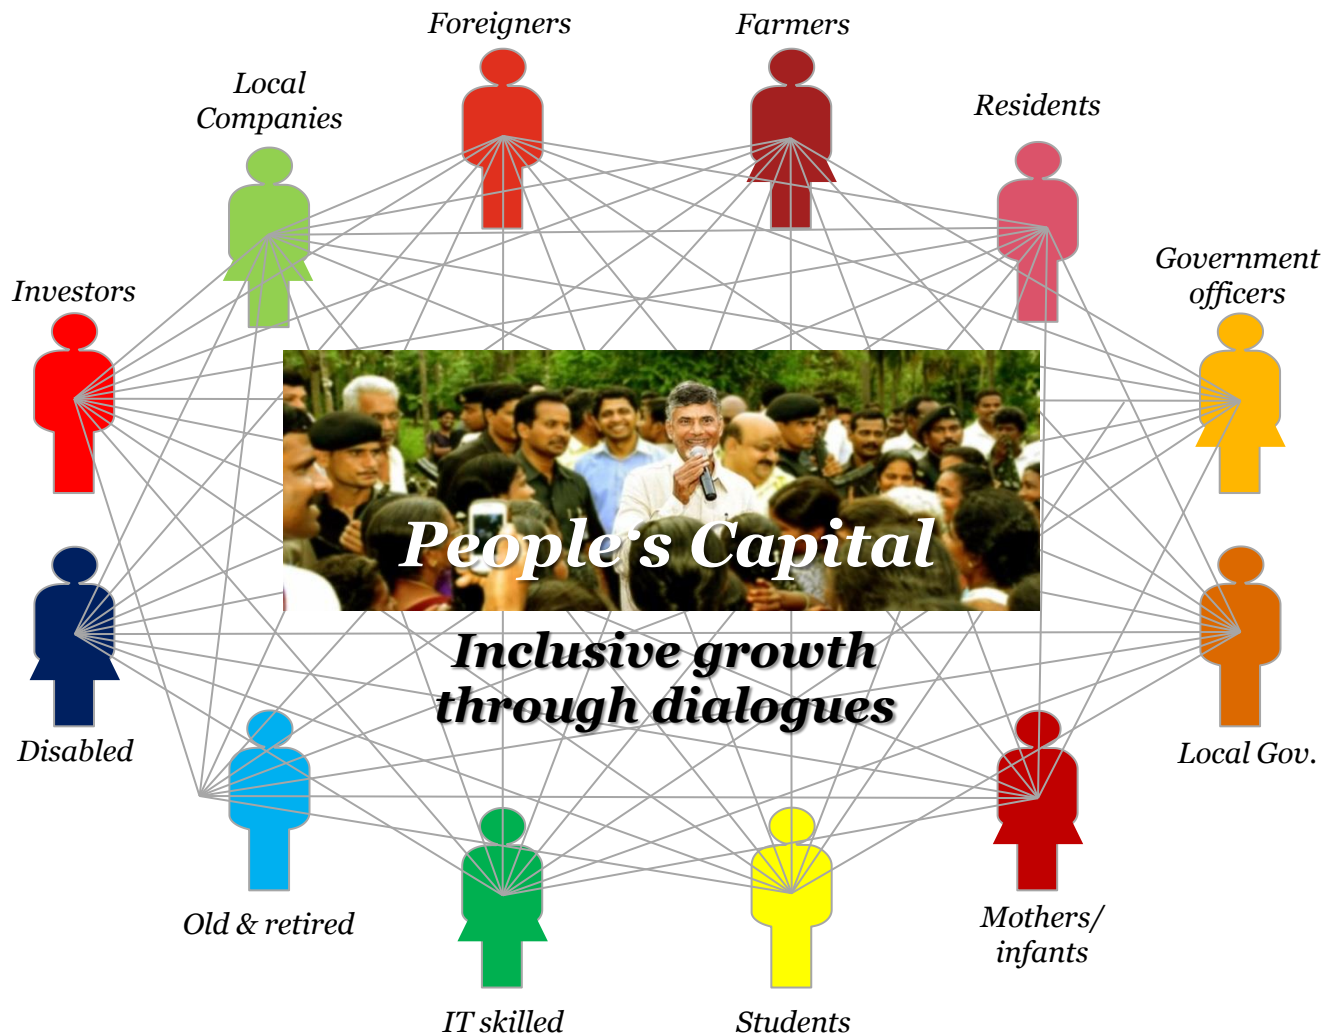 Foreigners
Farmers
Local
Companies
Residents
Government
officers
Investors
People's Capital
Inclusive growth
through dialogues
Disabled
Local Gov.
Old & retired
Mothers/
infants
IT skilled
Students